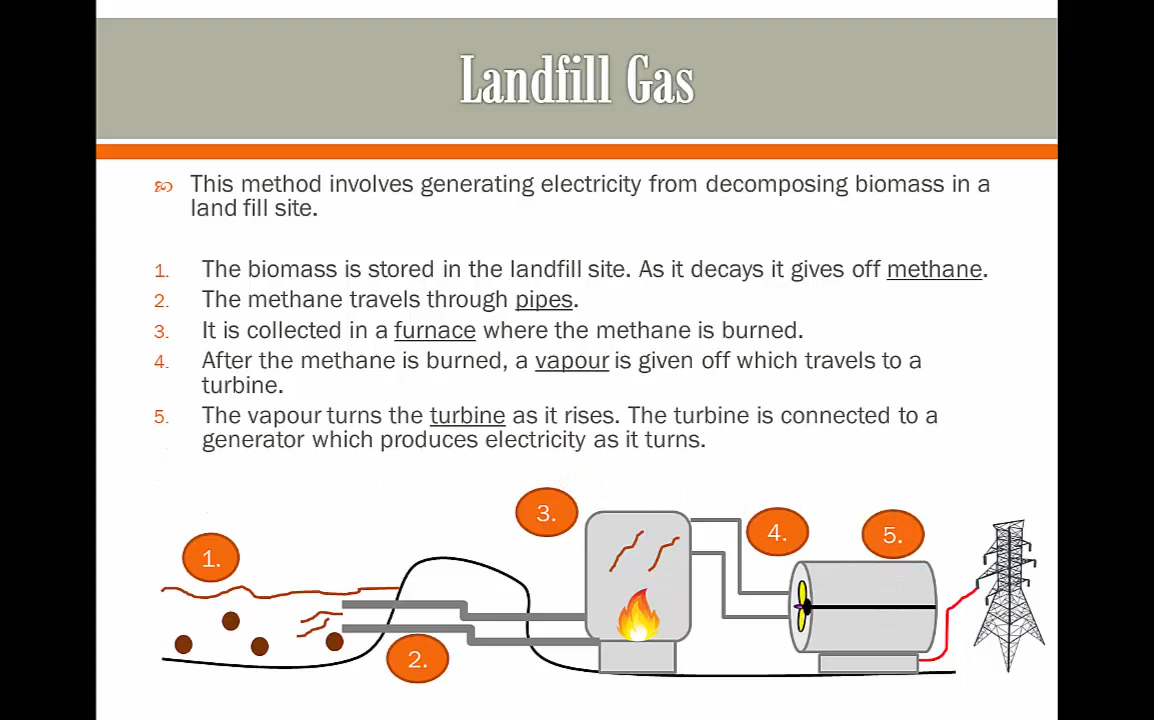 Landfill Gas
This method involves generating electricity from decomposing biomass in a
land fill site.
1. The biomass is stored in the landfill site. As it decays it gives off methane.
2. The methane travels through pipes.
3. It is collected in a furnace where the methane is burned.
4. After the methane is burned, a vapour is given off which travels to a
turbine.
5. The vapour turns the turbine as it rises. The turbine is connected to a
generator which produces electricity as it turns.
1.
2.
3.
4.
5.